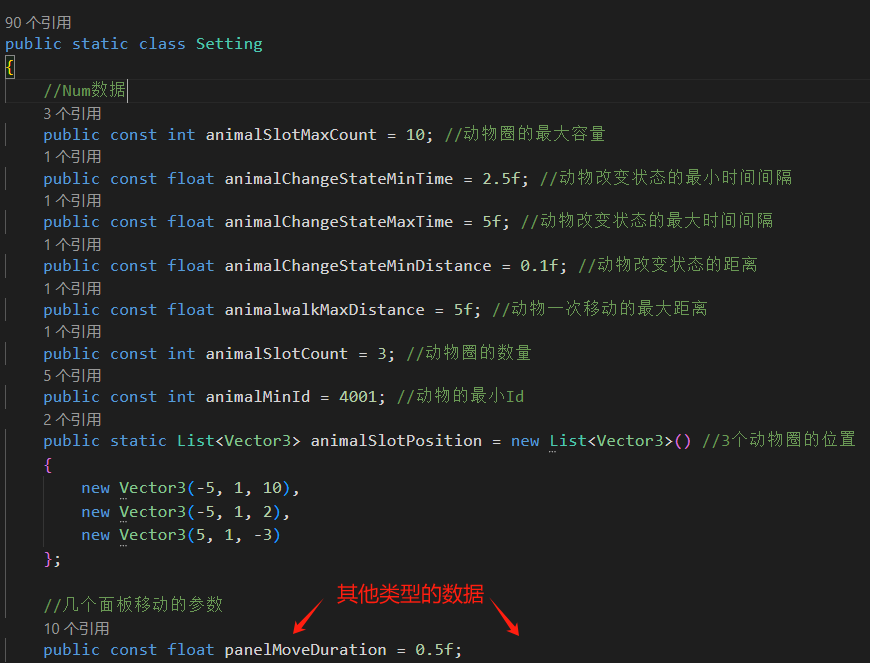 90 个引用
public static class Setting
{
//Num数据
3 个引用
public const int animalSlotMaxCount = 10; //动物圈的最大容量
1 个引用
public const float animalChangeStateMinTime = 2.5f; //动物改变状态的最小时间间隔
1 个引用
public const float animalChangeStateMaxTime = 5f; //动物改变状态的最大时间间隔
1 个引用
public const float animalChangeStateMinDistance = 0.1f; //动物改变状态的距离
1 个引用
public const float animalwalkMaxDistance = 5f; //动物一次移动的最大距离
1 个引用
public const int animalSlotCount = 3; //动物圈的数量
5 个引用
public const int animalMinId = 4001; //动物的最小Id
2 个引用
public static List<Vector3> animalSlotPosition = new List<Vector3>() //3个动物圈的位置
{
new Vector3(-5, 1, 10),
new Vector3(-5, 1, 2),
new Vector3(5, 1, -3)
};
其他类型的数据
//几个面板移动的参数
10 个引用
public const float panelMoveDuration = 0.5f;